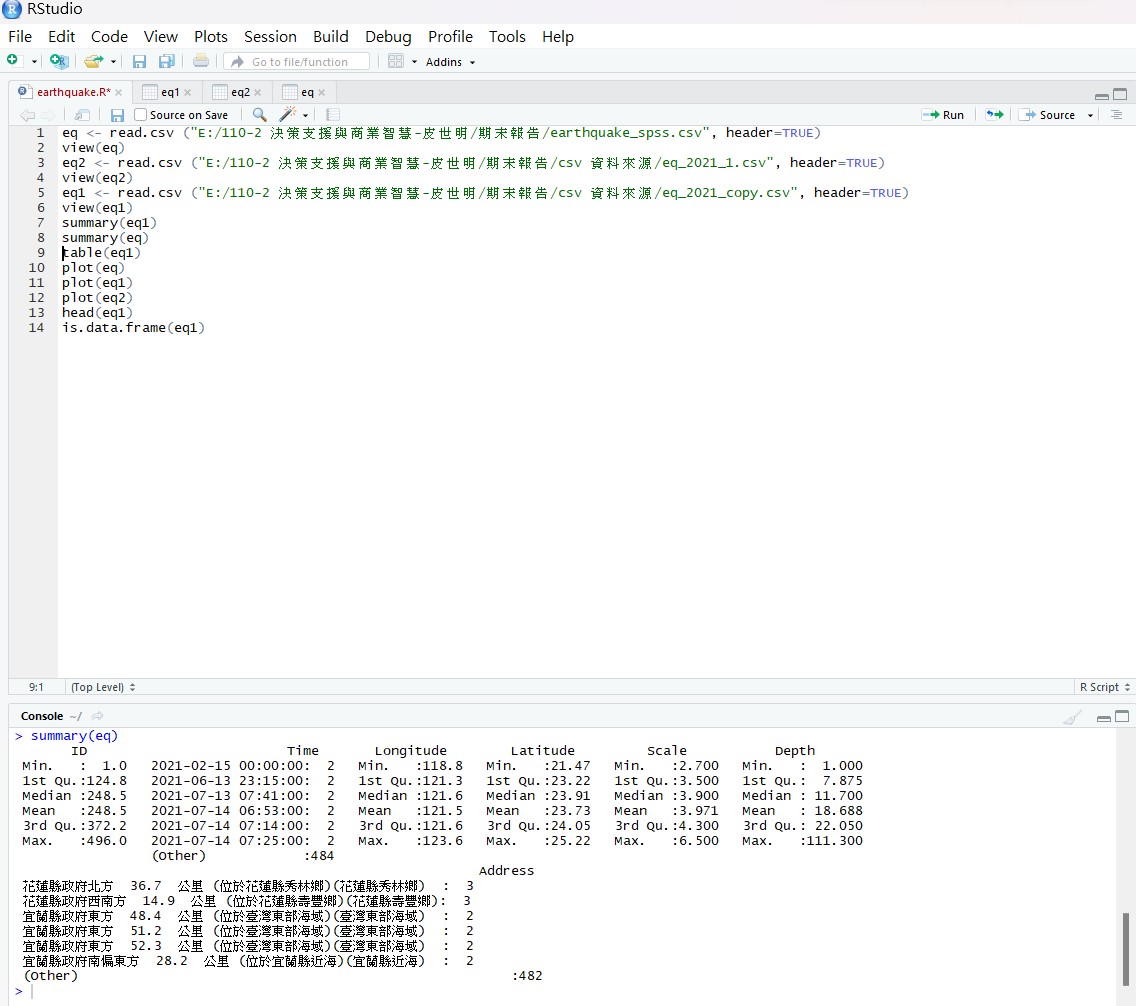 RStudio
File Edit Code View Plots Session Build Debug Profile Tools Help
Go to file/function Addins
earthquake.R* eq1 eq2 eq
Source on Save Run Source
1 eq <- read.csv ("E:/110-2 決策支援與商業智慧-皮世明/期末報告/earthquake_spss.csv", header=TRUE)
2 view(eq)
3 eq2 <- read.csv ("E:/110-2 決策支援與商業智慧-皮世明/期末報告/csv 資料來源/eq_2021_1.csv", header=TRUE)
4 view(eq2)
5 eq1 <- read.csv ("E:/110-2 決策支援與商業智慧-皮世明/期末報告/csv 資料來源/eq_2021_copy.csv", header=TRUE)
6 view(eq1)
7 summary(eq1)
8 summary(eq)
9 table(eq1)
10 plot(eq)
11 plot(eq1)
12 plot(eq2)
13 head(eq1)
14 is.data.frame(eq1)
9:1 (Top Level) R Script
Console ~/
> summary(eq)
ID Time Longitude Latitude Scale Depth
Min. : 1.0 2021-02-15 00:00:00: 2 Min. :118.8 Min. :21.47 Min. :2.700 Min. : 1.000
1st Qu.:124.8 2021-06-13 23:15:00: 2 1st Qu.:121.3 1st Qu.:23.22 1st Qu.:3.500 1st Qu.: 7.875
Median :248.5 2021-07-13 07:41:00: 2 Median :121.6 Median :23.91 Median :3.900 Median : 11.700
Mean :248.5 2021-07-14 06:53:00: 2 Mean :121.5 Mean :23.73 Mean :3.971 Mean : 18.688
3rd Qu.:372.2 2021-07-14 07:14:00: 2 3rd Qu.:121.6 3rd Qu.:24.05 3rd Qu.:4.300 3rd Qu.: 22.050
Max. :496.0 2021-07-14 07:25:00: 2 Max. :123.6 Max. :25.22 Max. :6.500 Max. :111.300
(Other) :484
Address
花蓮縣政府北方 36.7 公里 (位於花蓮縣秀林鄉)(花蓮縣秀林鄉) : 3
花蓮縣政府西南方 14.9 公里 (位於花蓮縣壽豐鄉)(花蓮縣壽豐鄉): 3
宜蘭縣政府東方 48.4 公里 (位於臺灣東部海域)(臺灣東部海域) : 2
宜蘭縣政府東方 51.2 公里 (位於臺灣東部海域)(臺灣東部海域) : 2
宜蘭縣政府東方 52.3 公里 (位於臺灣東部海域)(臺灣東部海域) : 2
宜蘭縣政府南偏東方 28.2 公里 (位於宜蘭縣近海)(宜蘭縣近海) : 2
(Other) :482
>